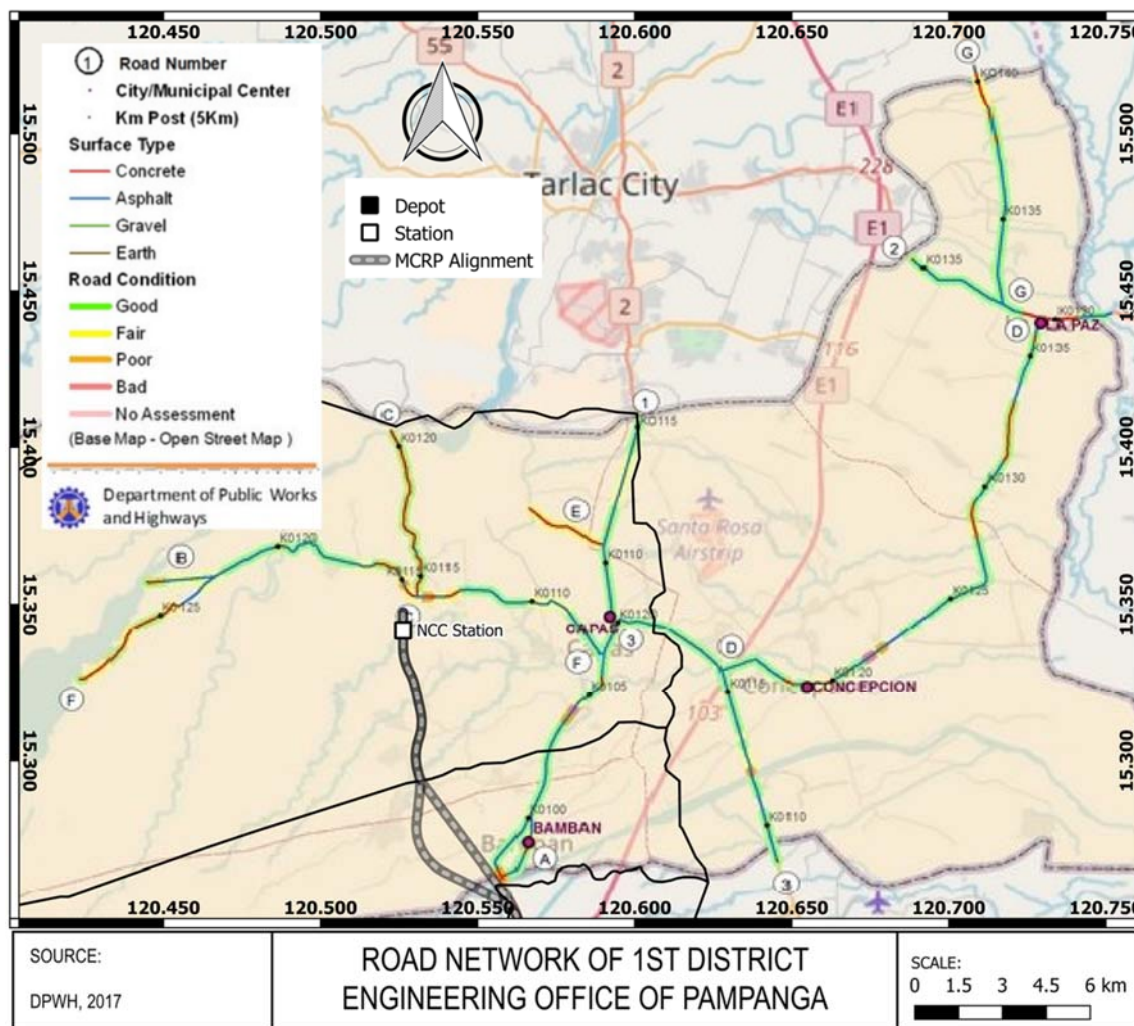 120.450 120.500 120.550 120.600 120.650 120.700 120.750
1 Road Number
City/Municipal Center
Km Post (5Km)
Surface Type
Concrete
Asphalt
Gravel
Earth
Road Condition
Good
Fair
Poor
Bad
No Assessment
(Base Map - Open Street Map )
Department of Public Works
and Highways
Depot
Station
MCRP Alignment
55
2
E1
228
Tarlac City
E1
2
116
E1
G
K0140
K0135
2
K0135
G
D
K0130
LA PAZ
K0135
K0130
K0125
1
K0115
C
K0120
E
Santa Rosa
Airstrip
K0110
B
K0120
K0115
K0115
K0110
K0125
F
C
NCC Station
CAPAS
K0120
3
F
D
K0105
K0115
K0120
CONCEPCION
103
K0100
BAMBAN
A
K0110
3
15.500
15.450
15.400
15.350
15.300
15.500
15.450
15.400
15.350
15.300
120.450 120.500 120.550 120.600 120.650 120.700 120.750
SOURCE:
DPWH, 2017
ROAD NETWORK OF 1ST DISTRICT
ENGINEERING OFFICE OF PAMPANGA
SCALE:
0 1.5 3 4.5 6 km